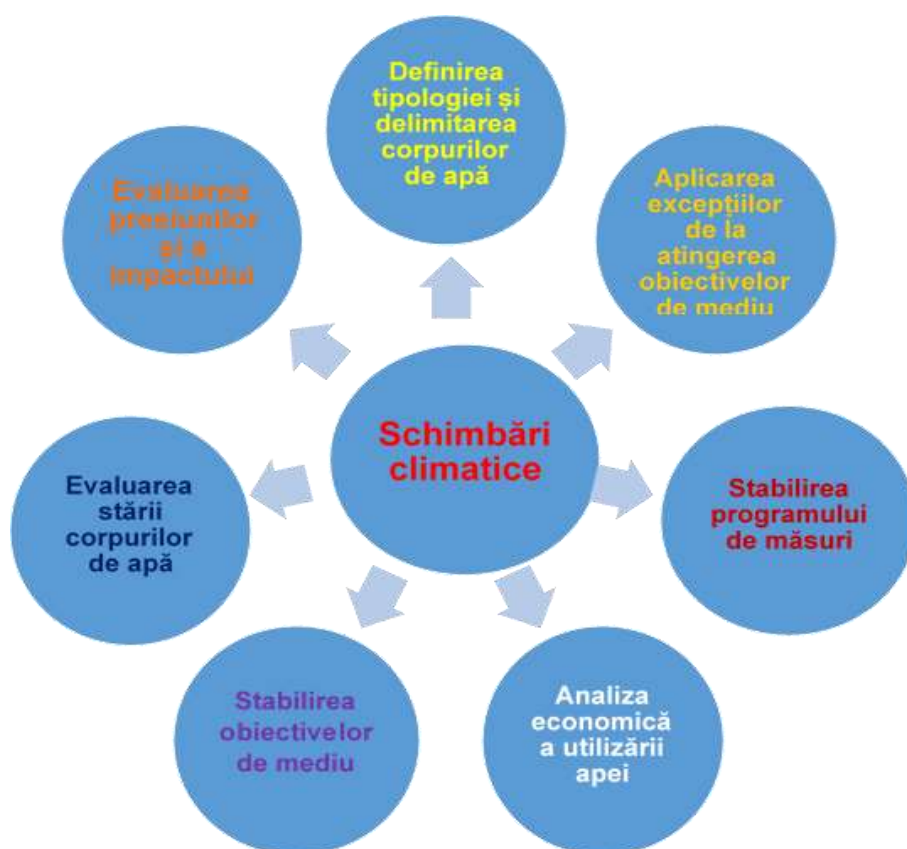 Definirea
tipologiei și
delimitarea
corpurilor
de apă
Aplicarea
excepțiilor
de la
atingerea
obiectivelor
de mediu
Stabilirea
programului
de măsuri
Analiza
economică
a utilizării
apei
Stabilirea
obiectivelor
de mediu
Evaluarea
stării
corpurilor
de apă
Evaluarea
presiunilor
și a
impactului
Schimbări
climatice